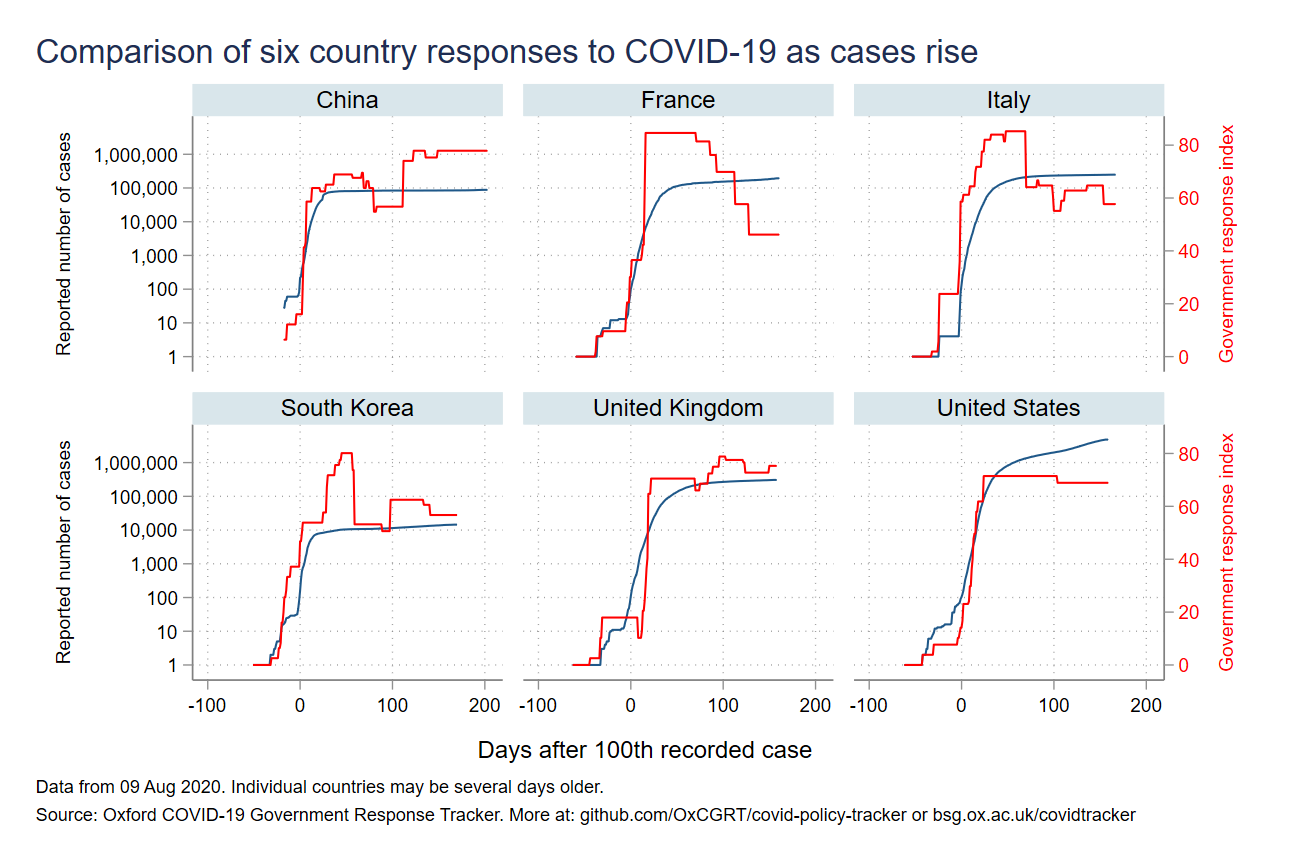 Comparison of six country responses to COVID-19 as cases rise
China
France
Italy
Reported number of cases
1,000,000
100,000
10,000
1,000
100
10
1
80
60
40
20
0
Government response index
South Korea
United Kingdom
United States
Reported number of cases
1,000,000
100,000
10,000
1,000
100
10
1
80
60
40
20
0
Government response index
-100 0 100 200 -100 0 100 200 -100 0 100 200
Days after 100th recorded case
Data from 09 Aug 2020. Individual countries may be several days older.
Source: Oxford COVID-19 Government Response Tracker. More at: github.com/OxCGRT/covid-policy-tracker or bsg.ox.ac.uk/covidtracker